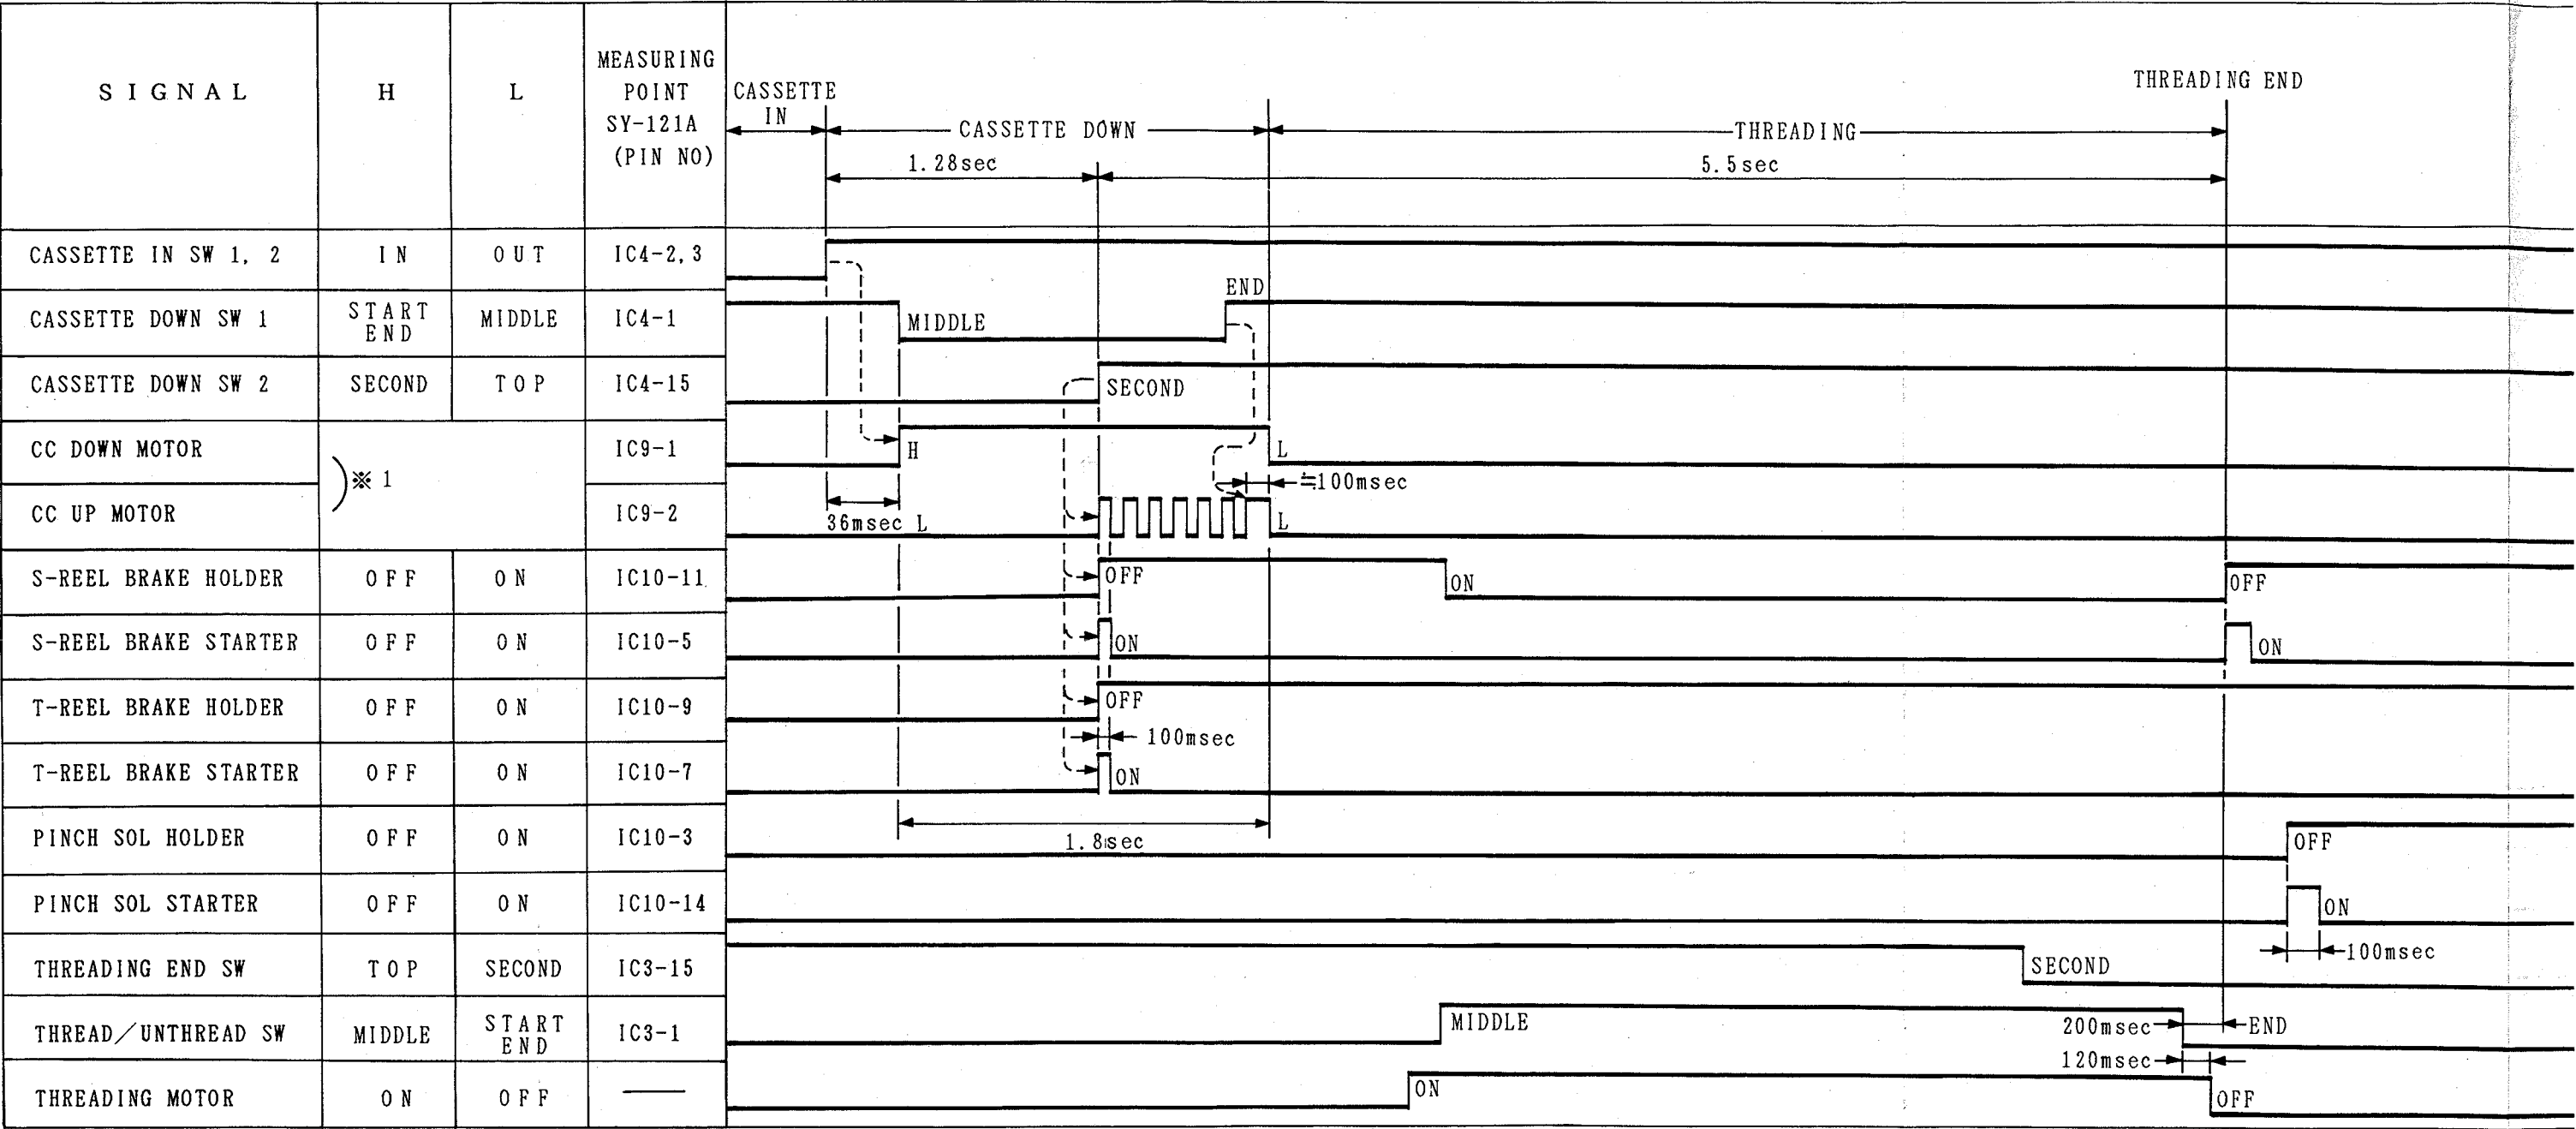 SIGNAL
H
L
MEASURING
POINT
SY-121A
(PIN NO)
CASSETTE
IN
CASSETTE DOWN
THREADING
THREADING END
1.28sec
5.5sec
CASSETTE IN SW 1, 2 IN OUT IC4-2,3
CASSETTE DOWN SW 1 START END MIDDLE IC4-1
MIDDLE
END
CASSETTE DOWN SW 2 SECOND TOP IC4-15
SECOND
CC DOWN MOTOR IC9-1
H
L
※ 1
≒100msec
CC UP MOTOR IC9-2
36msec L
L
S-REEL BRAKE HOLDER OFF ON IC10-11
OFF
ON
OFF
S-REEL BRAKE STARTER OFF ON IC10-5
ON
ON
T-REEL BRAKE HOLDER OFF ON IC10-9
OFF
100msec
T-REEL BRAKE STARTER OFF ON IC10-7
ON
PINCH SOL HOLDER OFF ON IC10-3
1.8sec
OFF
PINCH SOL STARTER OFF ON IC10-14
ON
100msec
THREADING END SW TOP SECOND IC3-15
SECOND
THREAD/UNTHREAD SW MIDDLE START END IC3-1
MIDDLE
200msec
END
120msec
THREADING MOTOR ON OFF —
ON
OFF